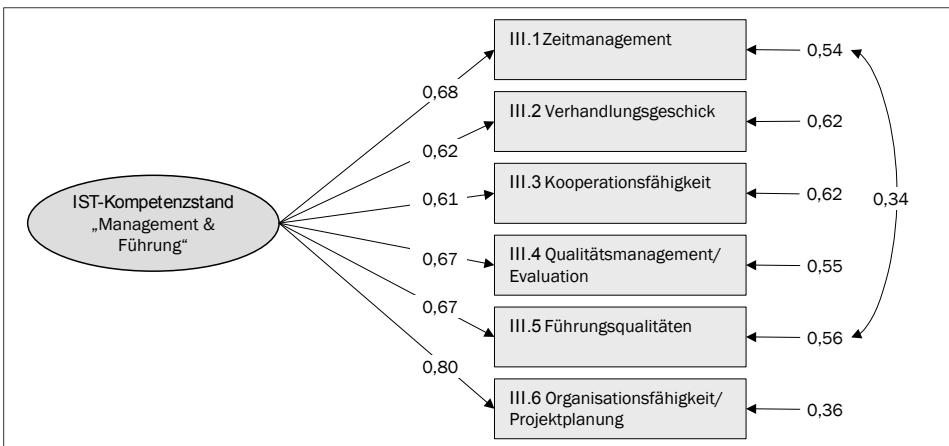 III.1 Zeitmanagement
0,54
0,68
III.2 Verhandlungsgeschick
0,62
0,62
IST-Kompetenzstand
„Management &
Führung“
III.3 Kooperationsfähigkeit
0,62
0,61
0,34
III.4 Qualitätsmanagement/
Evaluation
0,55
0,67
III.5 Führungsqualitäten
0,56
0,67
III.6 Organisationsfähigkeit/
Projektplanung
0,36
0,80